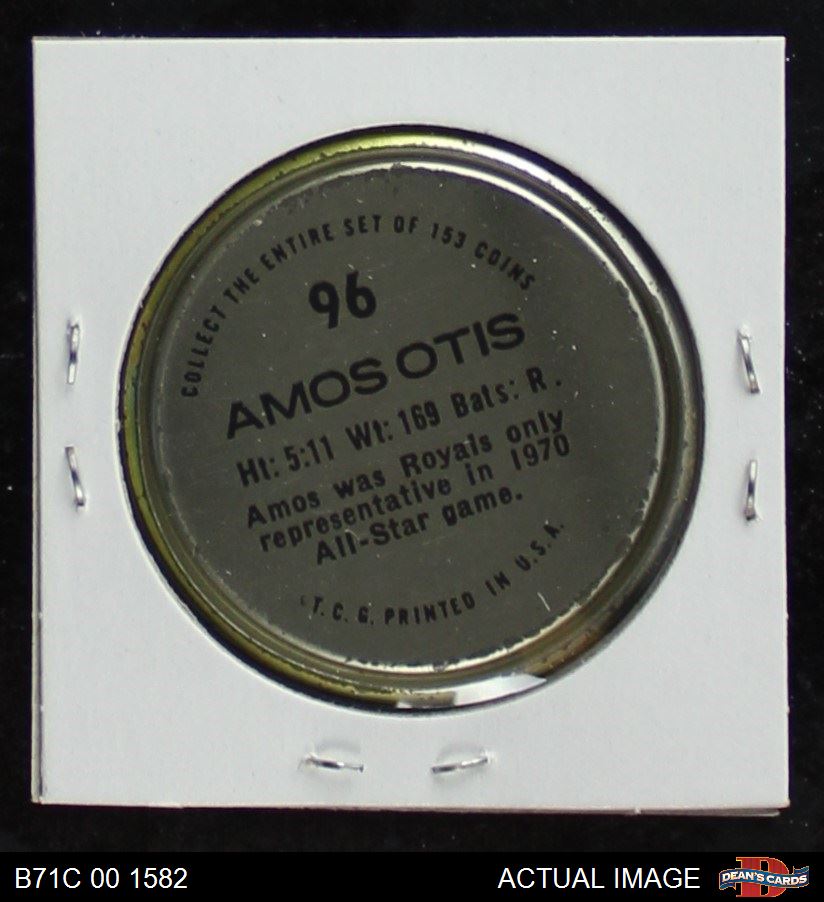 COLLECT THE ENTIRE SET OF 153 COINS
96
AMOS OTIS
Ht: 5:11 Wt: 169 Bats: R.
Amos was Royals only
representative in 1970
All-Star game.
T. C. G. PRINTED IN U.S.A.
B71C 00 1582
ACTUAL IMAGE
DEAN'S CARDS